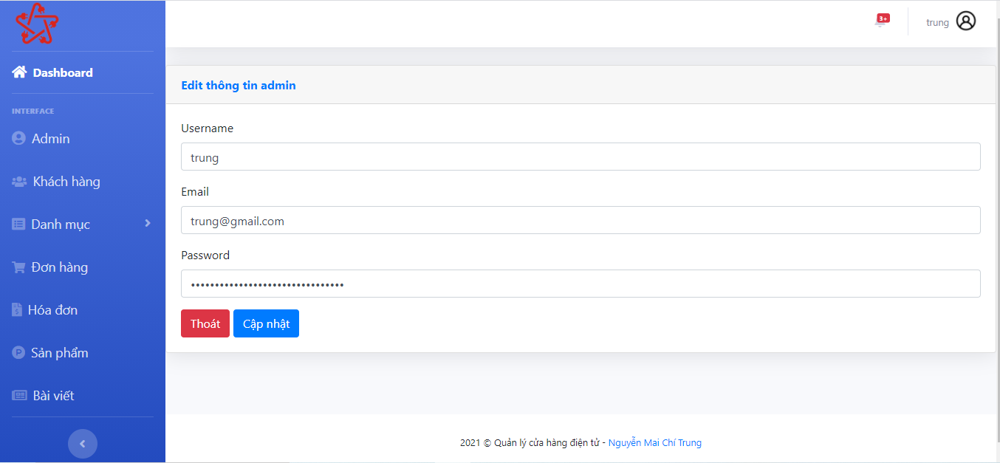 3+
trung
Dashboard
INTERFACE
Admin
Khách hàng
Danh mục
Đơn hàng
Hóa đơn
Sản phẩm
Bài viết
Edit thông tin admin
Username
trung
Email
trung@gmail.com
Password
••••••••••••••••••••••••••••••••
Thoát Cập nhật
2021 © Quản lý cửa hàng điện tử - Nguyễn Mai Chí Trung